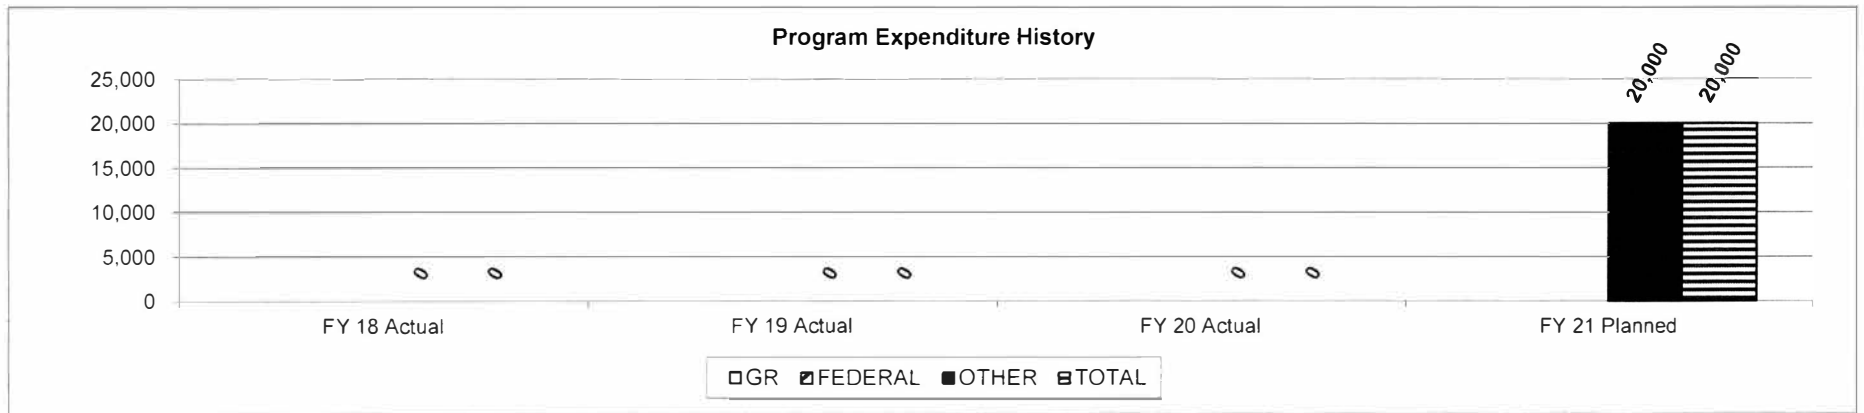 Program Expenditure History
20,000 20,000
25,000
20,000
15,000
10,000
5,000
0 0 0 0 0 0
0
FY 18 Actual FY 19 Actual FY 20 Actual FY 21 Planned
GR FEDERAL OTHER TOTAL